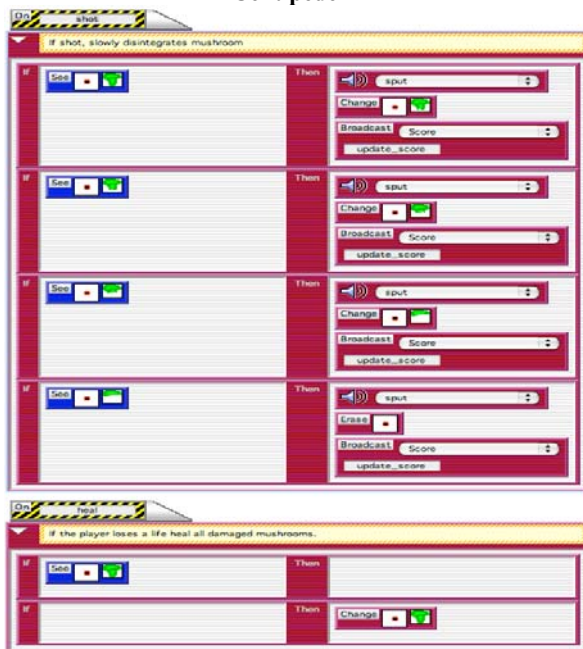 On shot
If shot, slowly disintegrates mushroom
If See Then sput
Change
Broadcast Score
update_score
If See Then sput
Change
Broadcast Score
update_score
If See Then sput
Change
Broadcast Score
update_score
If See Then sput
Erase
Broadcast Score
update_score
On heal
If the player loses a life heal all damaged mushrooms.
If See Then
If Then Change